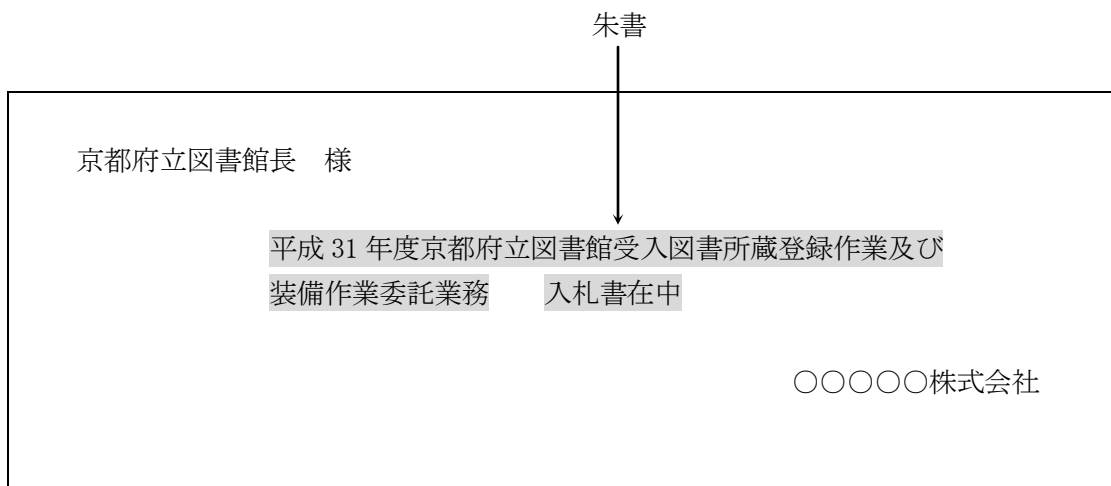 朱書
京都府立図書館長　様
平成 31 年度京都府立図書館受入図書所蔵登録作業及び
装備作業委託業務　　入札書在中
○○○○○株式会社